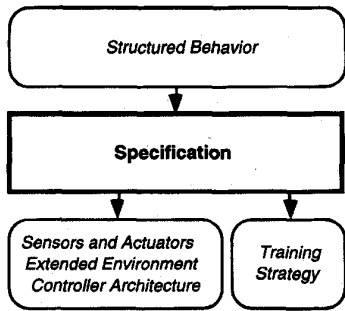 Structured Behavior
Specification
Sensors and Actuators
Extended Environment
Controller Architecture
Training
Strategy